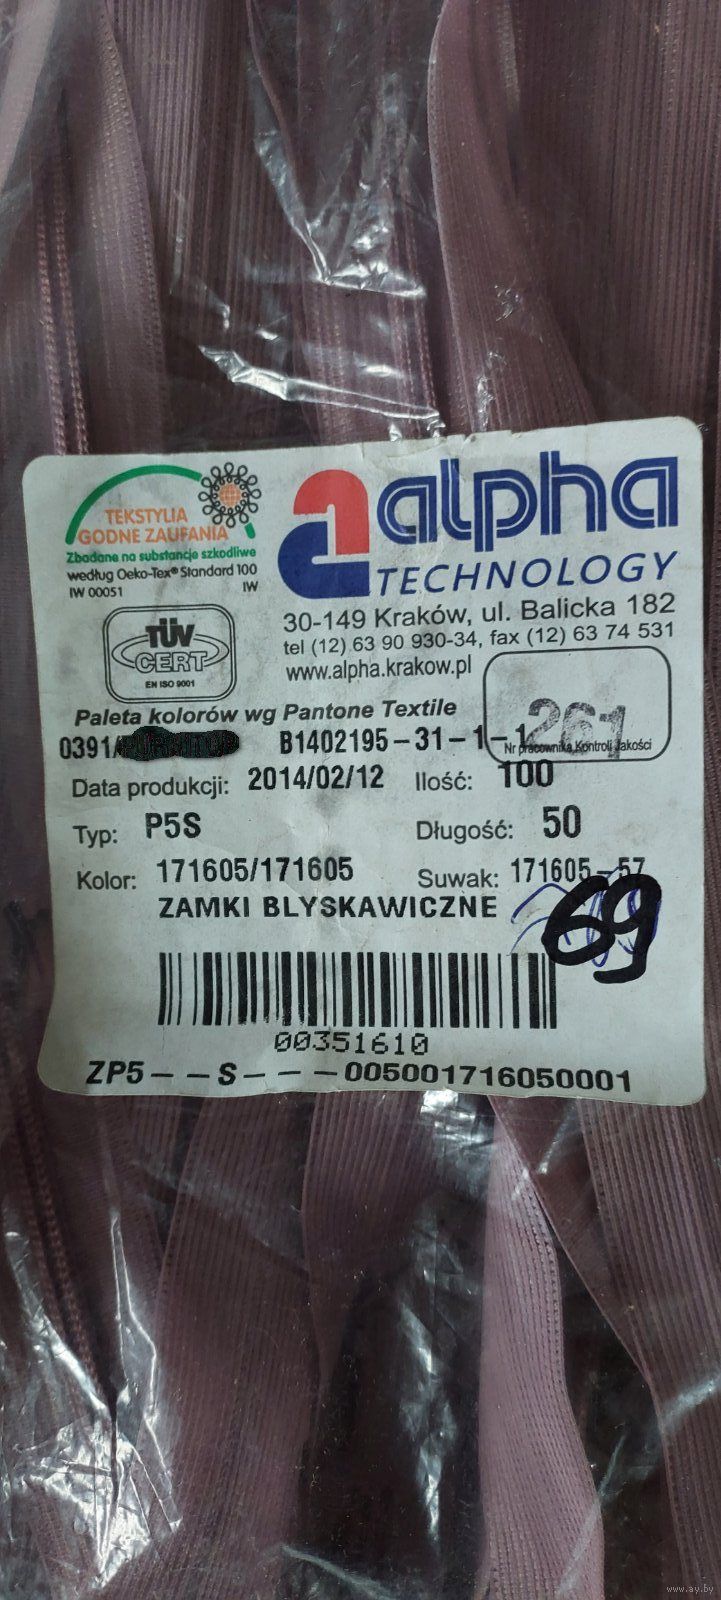 TEKSTYLIA
GODNE ZAUFANIA
Zbadane na substancje szkodliwe
według Oeko-Tex® Standard 100
IW 00051 IW
alpha
TECHNOLOGY
30-149 Kraków, ul. Balicka 182
tel (12) 63 90 930-34, fax (12) 63 74 531
www.alpha.krakow.pl
TÜV
CERT
EN ISO 9001
Paleta kolorów wg Pantone Textile
261
0391/ B1402195-31-1-1
Nr pracownika Kontroli Jakości
Data produkcji: 2014/02/12 Ilość: 100
Typ: P5S Długość: 50
Kolor: 171605/171605 Suwak: 171605-57
ZAMKI BLYSKAWICZNE
69
00351610
ZP5--S----005001716050001
www.ay.by